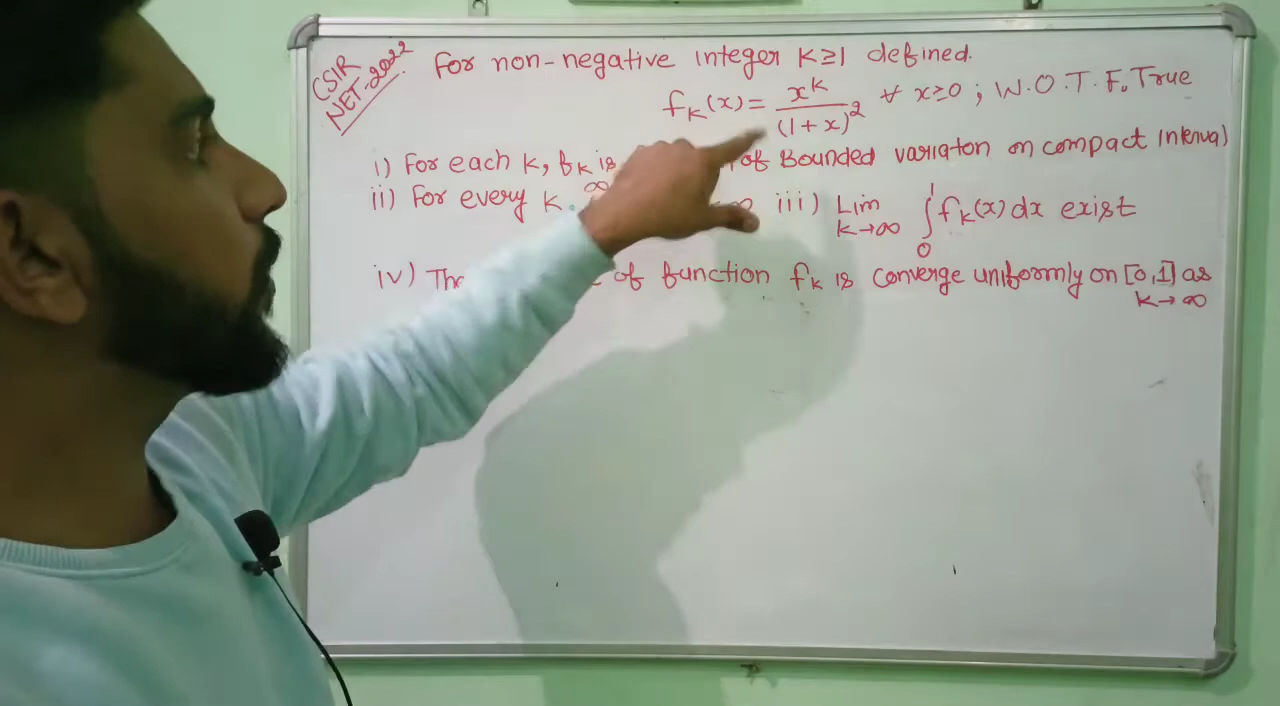 CSIR
NET-2022
For non-negative integer K≥1 defined.
f_K(x) = x^K / (1+x)^2 ∀ x≥0 ; W.O.T.F. True
i) For each K, f_K is of Bounded variaton on compact Interval
ii) For every K ∞ ∞
iii) Lim K→∞ ∫_0^1 f_K(x) dx exist
iv) The of function f_K is converge uniformly on [0,1] as
K→∞